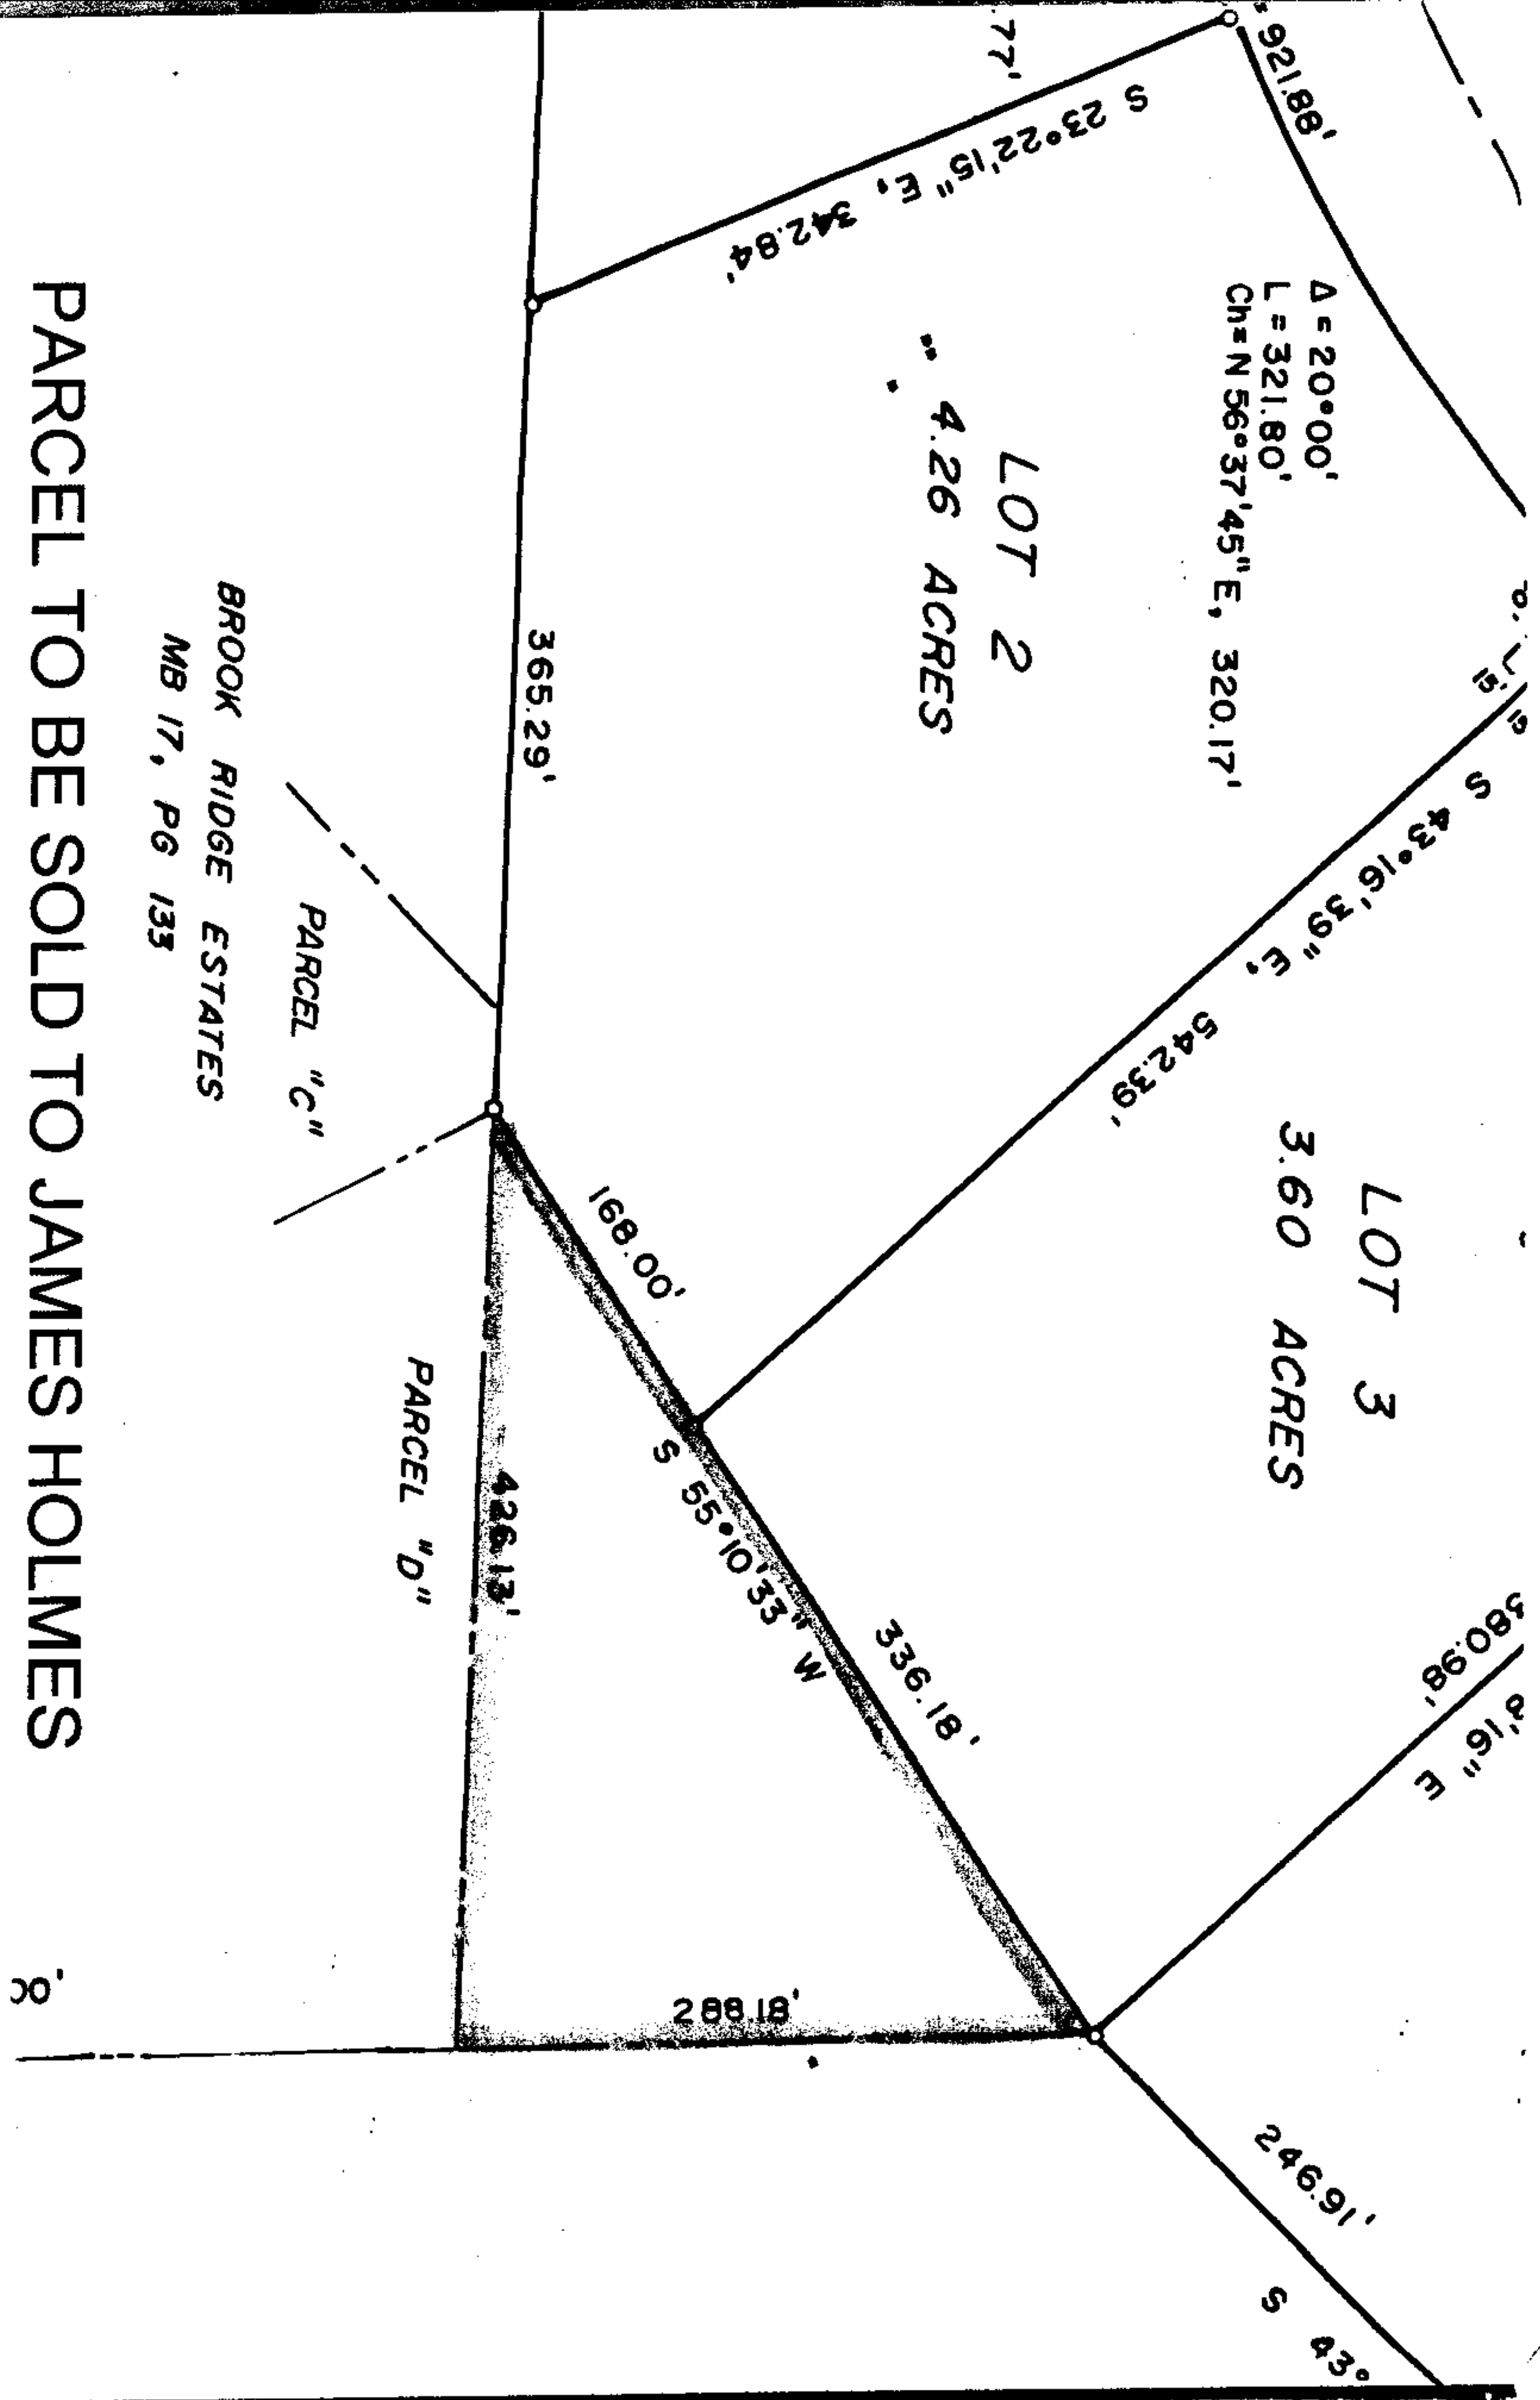 921.88'
.77'
S 23°22'15" E, 342.84'
Δ = 20°00'
L = 321.80'
Ch = N 56°37'45" E, 320.17'
LOT 2
4.26 ACRES
S 43°16'39" E, 542.39'
LOT 3
3.60 ACRES
380.98'
'16" E
365.29'
168.00'
S 55°10'33" W
336.18'
426.13'
288.18'
246.91'
S 43°
PARCEL "C"
PARCEL "D"
BROOK RIDGE ESTATES
MB 17, PG 133
PARCEL TO BE SOLD TO JAMES HOLMES